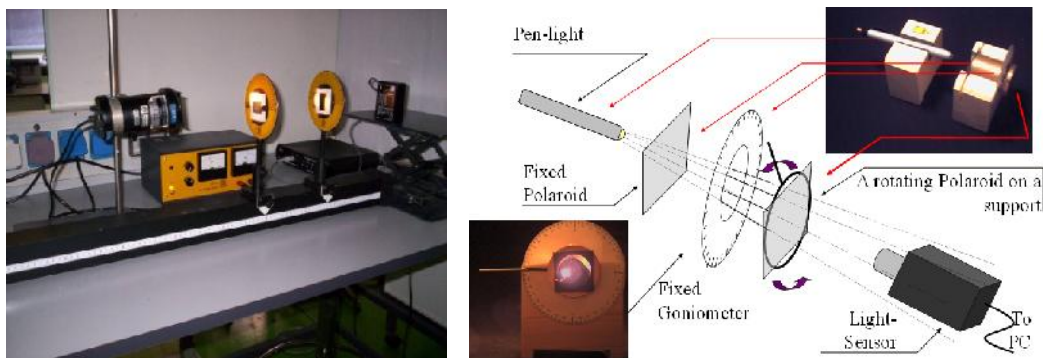 Pen-light
Fixed
Polaroid
A rotating Polaroid on a
support
Fixed
Goniometer
Light-
Sensor
To
PC